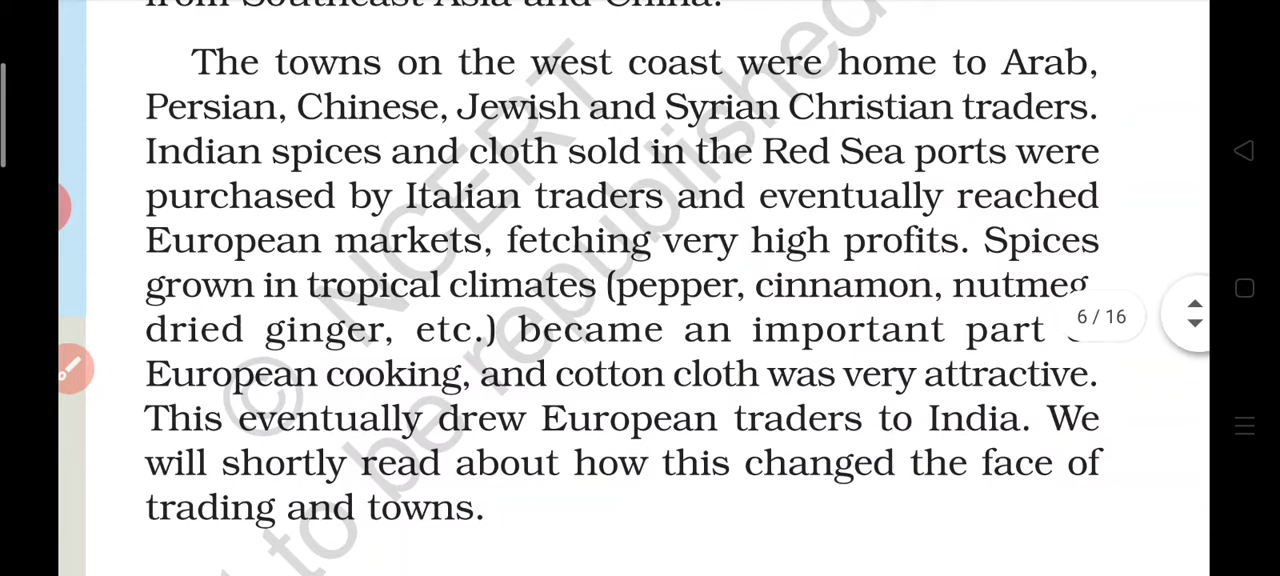 The towns on the west coast were home to Arab,
Persian, Chinese, Jewish and Syrian Christian traders.
Indian spices and cloth sold in the Red Sea ports were
purchased by Italian traders and eventually reached
European markets, fetching very high profits. Spices
grown in tropical climates (pepper, cinnamon, nutmeg
dried ginger, etc.) became an important part
6 / 16
European cooking, and cotton cloth was very attractive.
This eventually drew European traders to India. We
will shortly read about how this changed the face of
trading and towns.
© NCERT
to be republished